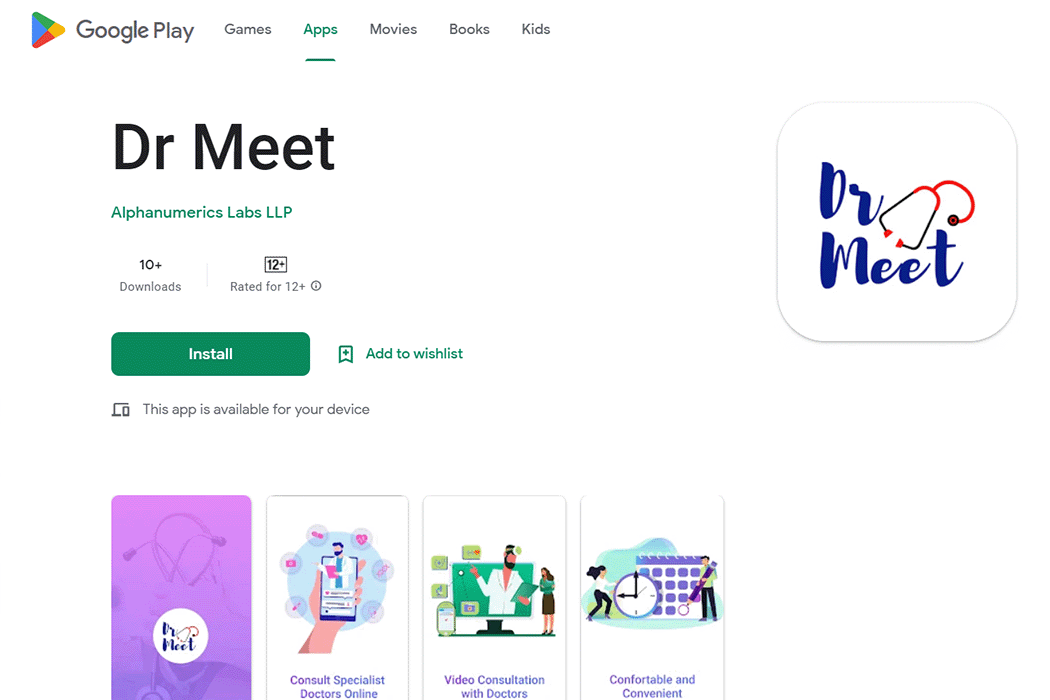 Google Play Games Apps Movies Books Kids
Dr Meet
Alphanumerics Labs LLP
Dr
Meet
10+
Downloads
12+
Rated for 12+
Install
Add to wishlist
This app is available for your device
Dr
Meet
Consult Specialist
Doctors Online
Video Consultation
with Doctors
Confortable and
Convenient